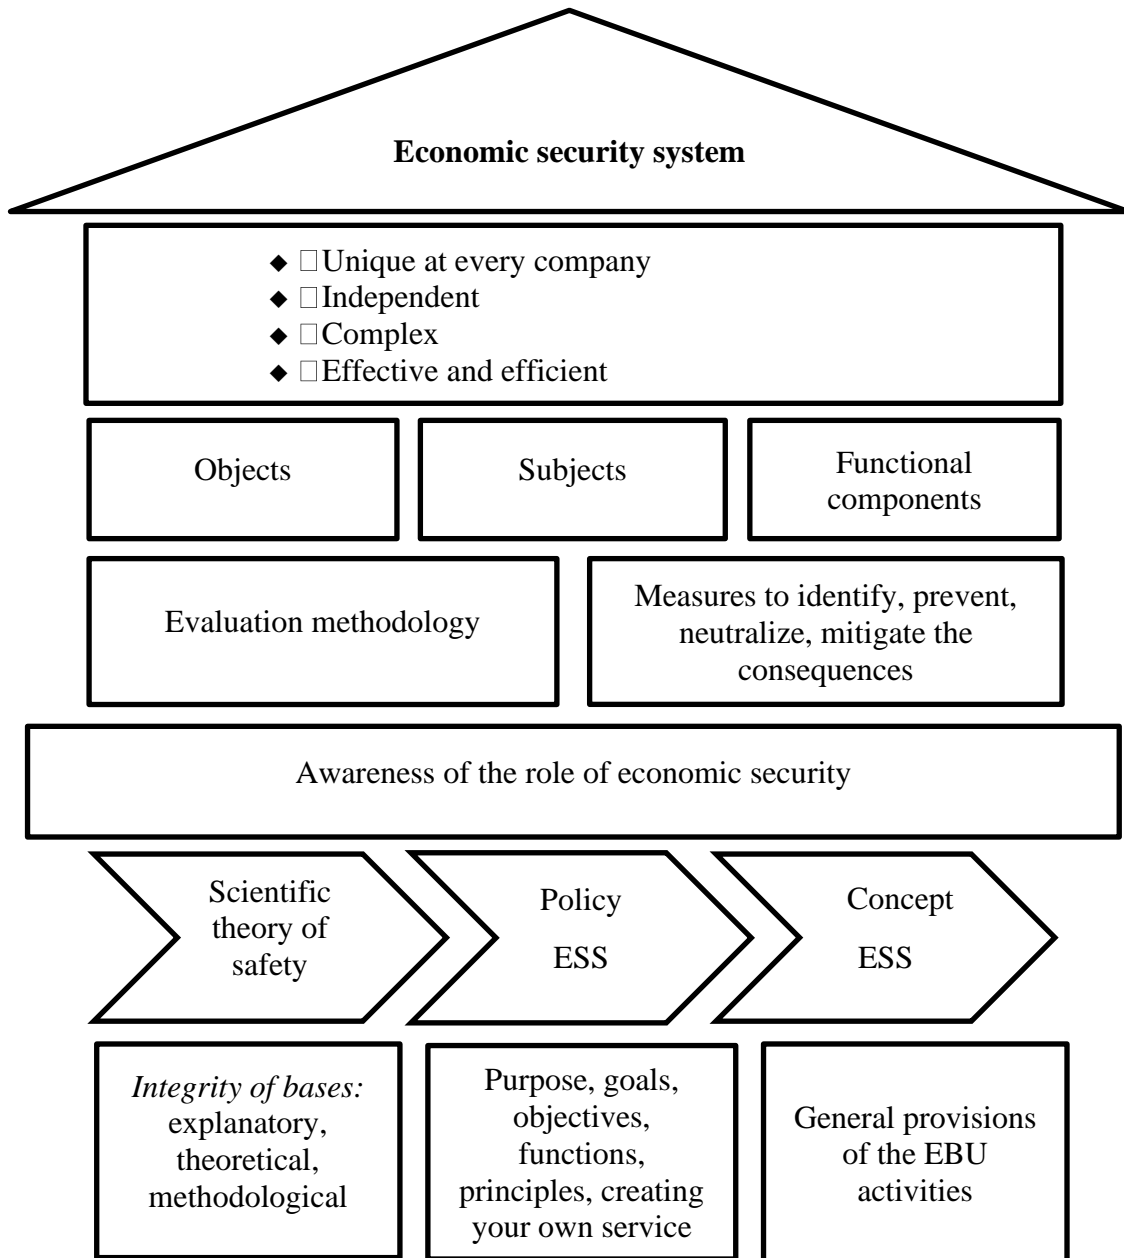 Economic security system
◆ □Unique at every company
◆ □Independent
◆ □Complex
◆ □Effective and efficient
Objects
Subjects
Functional
components
Evaluation methodology
Measures to identify, prevent,
neutralize, mitigate the
consequences
Awareness of the role of economic security
Scientific
theory of
safety
Policy
ESS
Concept
ESS
Integrity of bases:
explanatory,
theoretical,
methodological
Purpose, goals,
objectives,
functions,
principles, creating
your own service
General provisions
of the EBU
activities